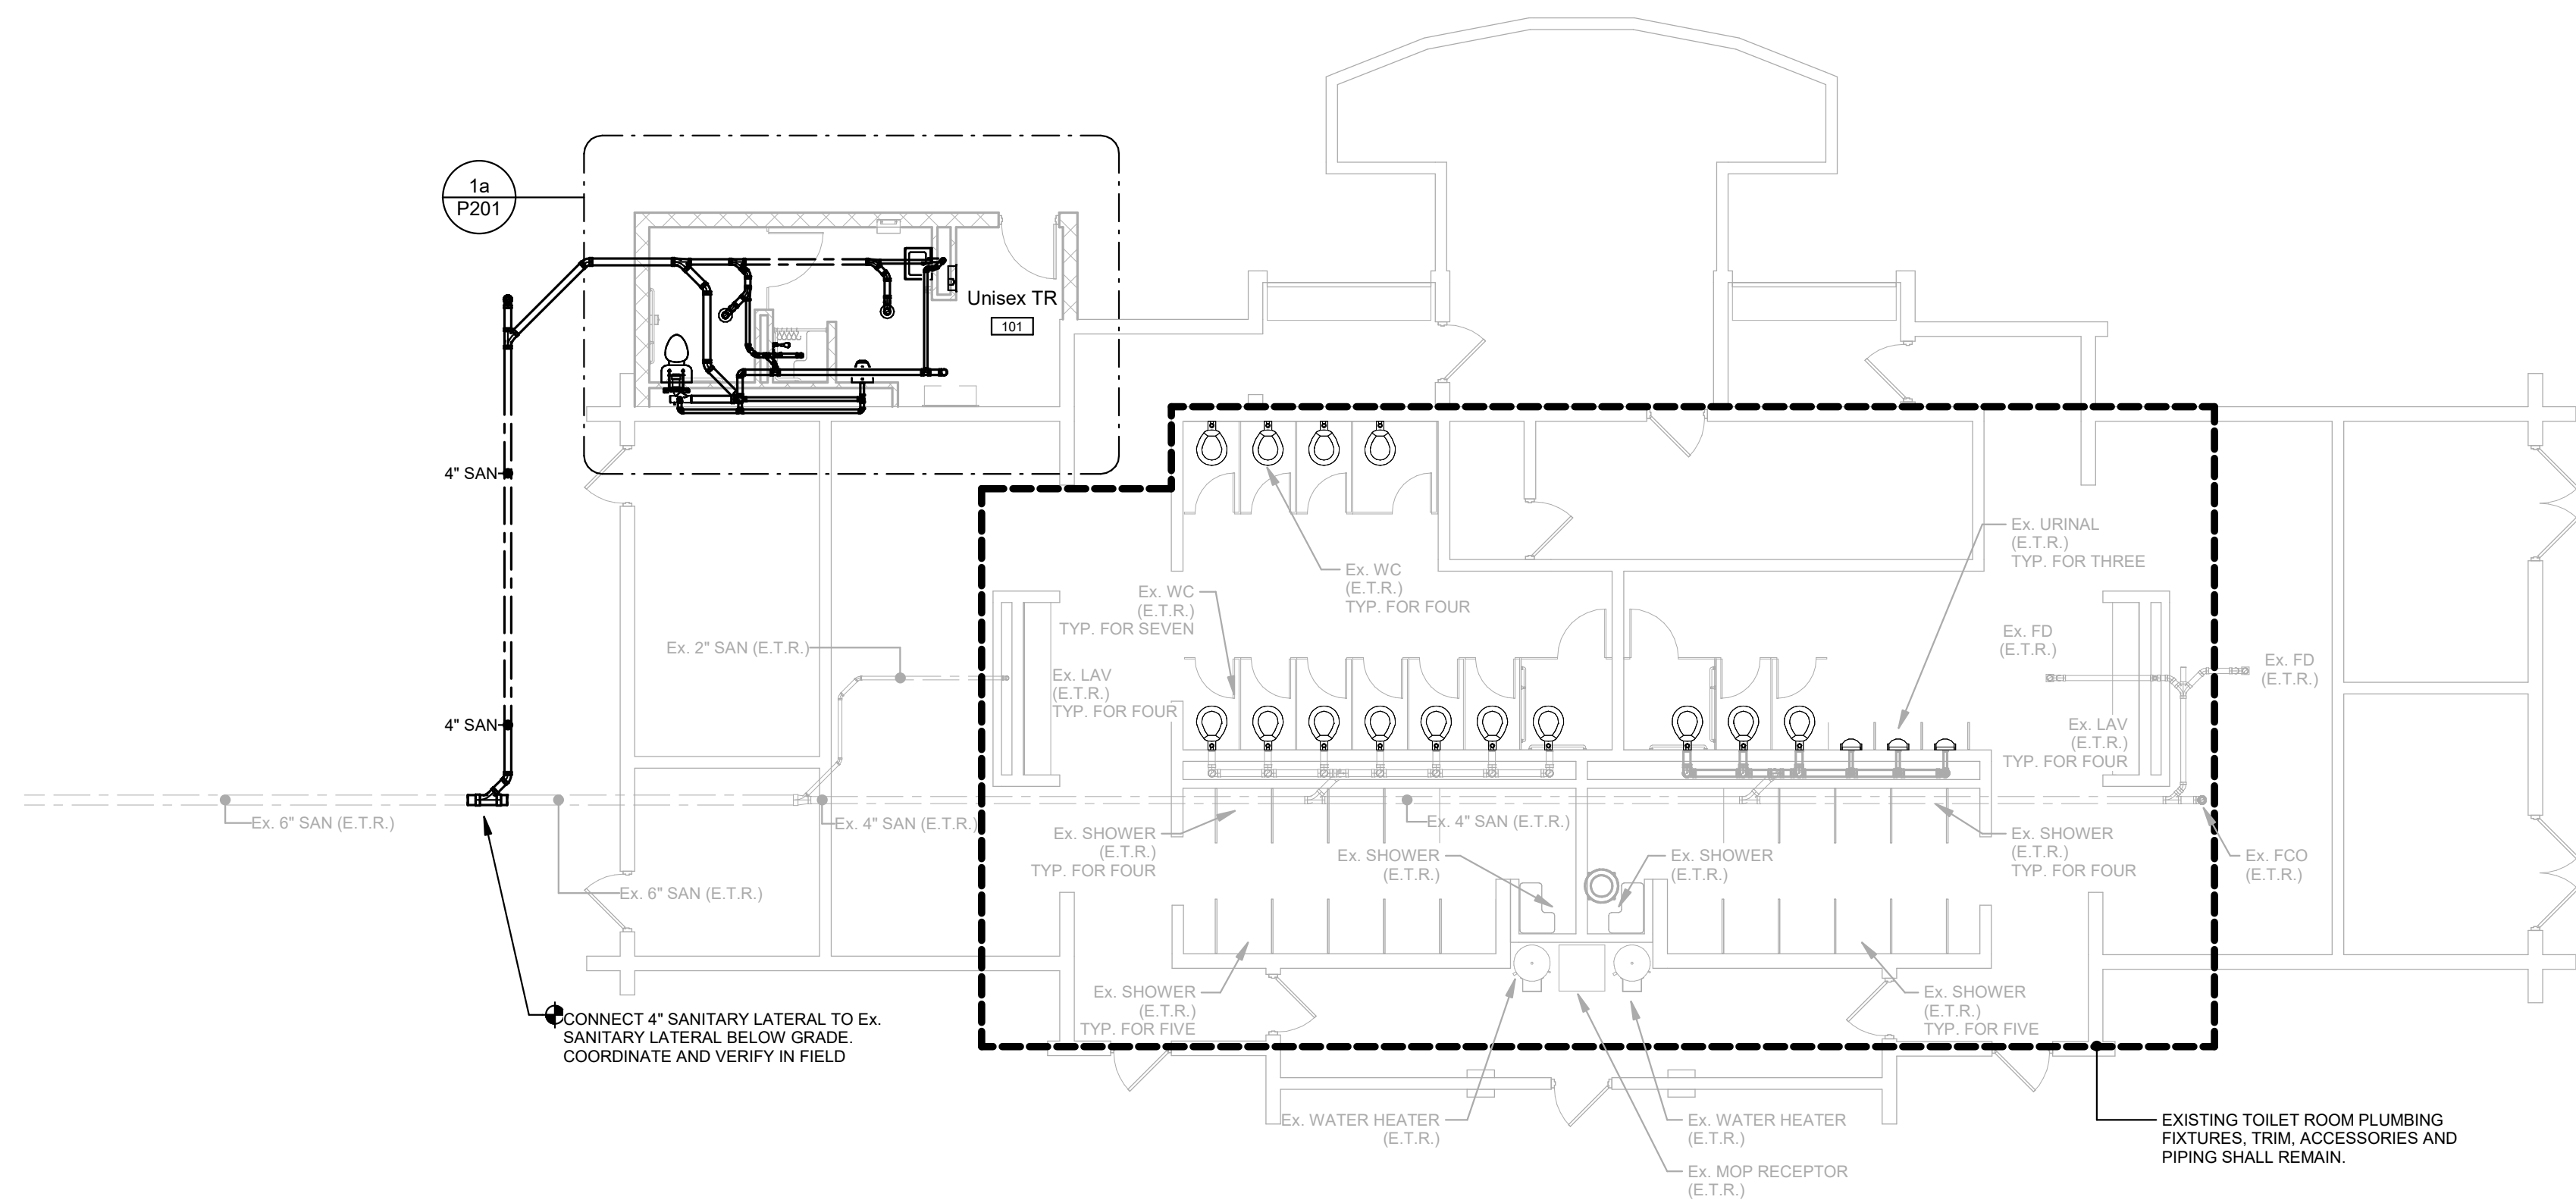 1a
P201
Unisex TR
101
4" SAN
4" SAN
Ex. 2" SAN (E.T.R.)
Ex. 6" SAN (E.T.R.)
Ex. 6" SAN (E.T.R.)
Ex. 4" SAN (E.T.R.)
Ex. 4" SAN (E.T.R.)
CONNECT 4" SANITARY LATERAL TO Ex.
SANITARY LATERAL BELOW GRADE.
COORDINATE AND VERIFY IN FIELD
Ex. WC
(E.T.R.)
TYP. FOR SEVEN
Ex. WC
(E.T.R.)
TYP. FOR FOUR
Ex. LAV
(E.T.R.)
TYP. FOR FOUR
Ex. URINAL
(E.T.R.)
TYP. FOR THREE
Ex. FD
(E.T.R.)
Ex. FD
(E.T.R.)
Ex. LAV
(E.T.R.)
TYP. FOR FOUR
Ex. SHOWER
(E.T.R.)
TYP. FOR FOUR
Ex. SHOWER
(E.T.R.)
Ex. SHOWER
(E.T.R.)
Ex. SHOWER
(E.T.R.)
TYP. FOR FOUR
Ex. FCO
(E.T.R.)
Ex. SHOWER
(E.T.R.)
TYP. FOR FIVE
Ex. SHOWER
(E.T.R.)
TYP. FOR FIVE
Ex. WATER HEATER
(E.T.R.)
Ex. WATER HEATER
(E.T.R.)
Ex. MOP RECEPTOR
(E.T.R.)
EXISTING TOILET ROOM PLUMBING
FIXTURES, TRIM, ACCESSORIES AND
PIPING SHALL REMAIN.